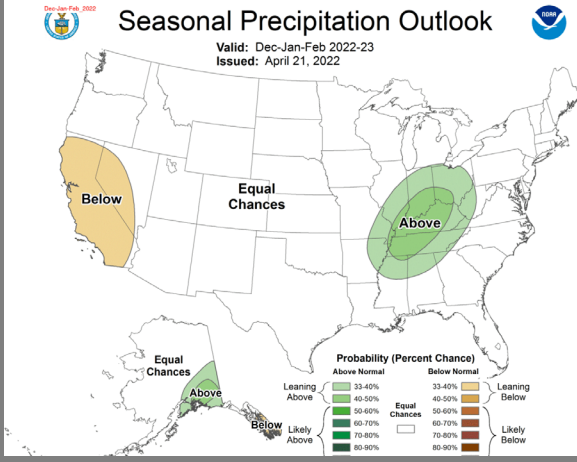 Dec-Jan-Feb 2022
Seasonal Precipitation Outlook
NOAA
Valid: Dec-Jan-Feb 2022-23
Issued: April 21, 2022
Below
Equal
Chances
Above
Equal
Chances
Above
Below
Probability (Percent Chance)
Above Normal
Below Normal
Leaning
Above
33-40%
40-50%
Likely
Above
50-60%
60-70%
70-80%
80-90%
Equal
Chances
33-40%
40-50%
Leaning
Below
50-60%
60-70%
70-80%
80-90%
Likely
Below